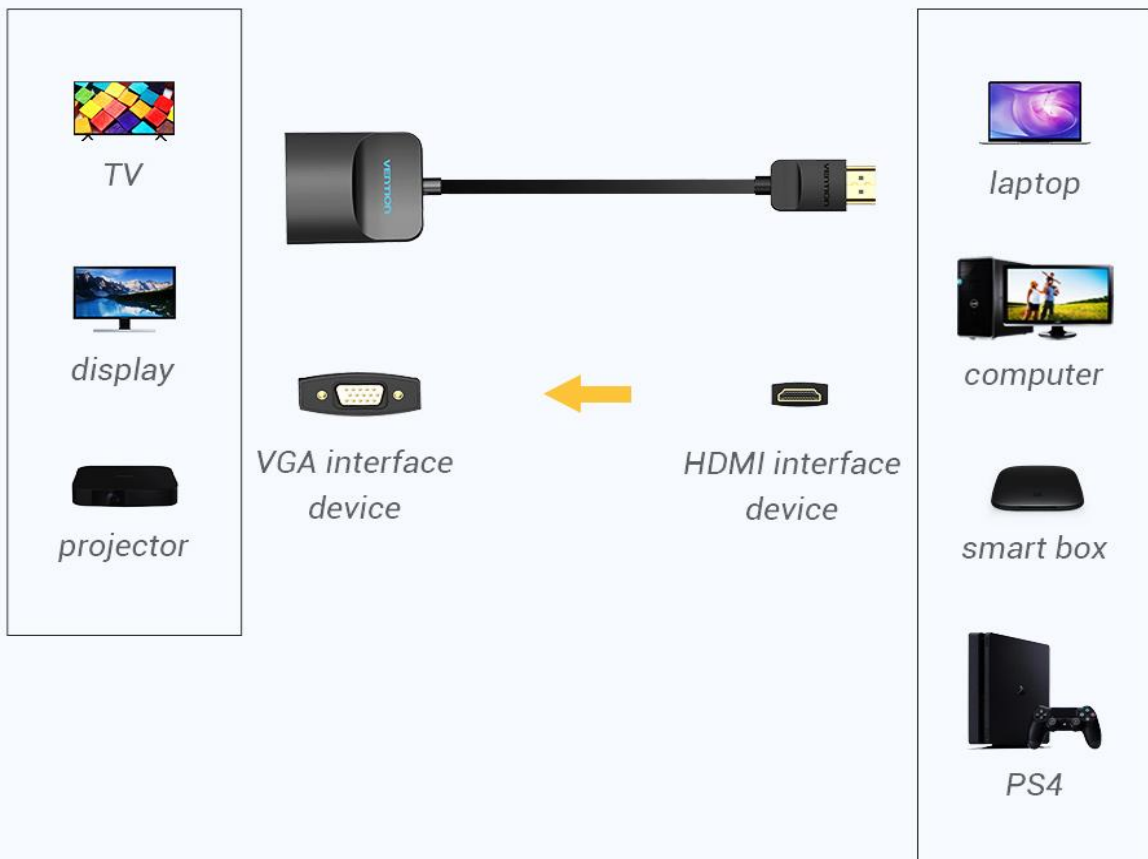 TV
display
projector
VENTION
VENTION
VGA interface
device
HDMI interface
device
laptop
computer
smart box
PS4